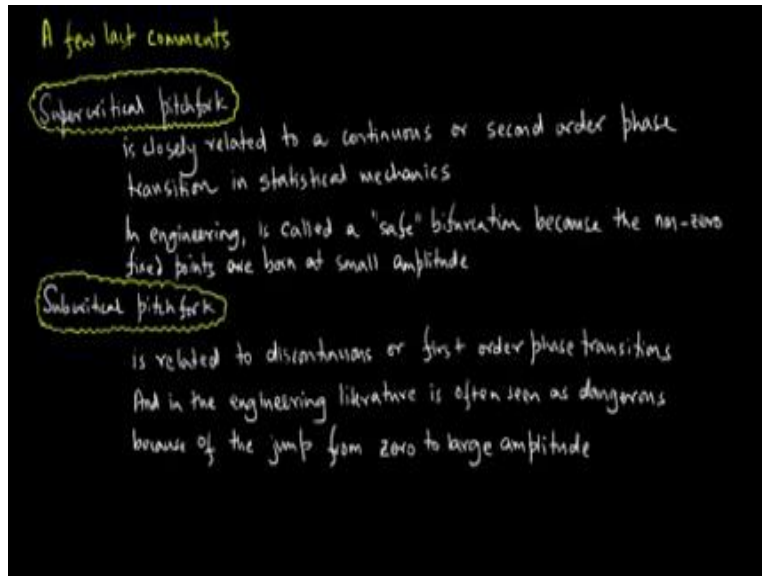 A few last comments
Supercritical pitchfork
is closely related to a continuous or second order phase
transition in statistical mechanics
In engineering, is called a "safe" bifurcation because the non-zero
fixed points are born at small amplitude
Subcritical pitchfork
is related to discontinuous or first order phase transitions
And in the engineering literature is often seen as dangerous
because of the jump from zero to large amplitude